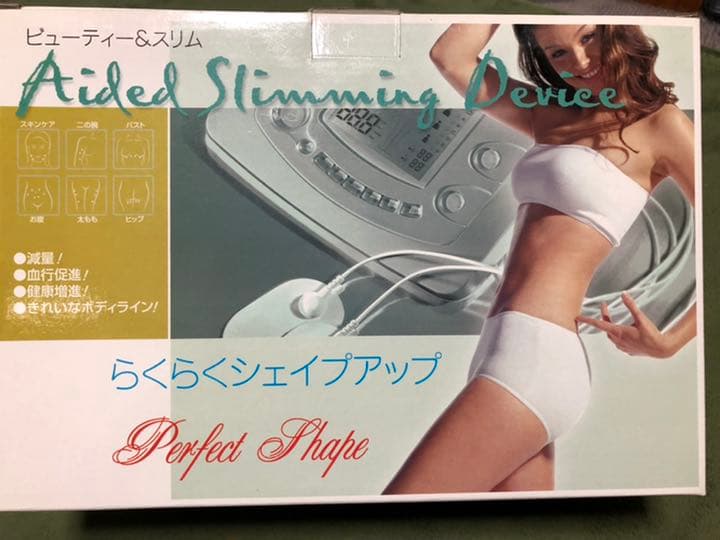 ビューティー&スリム
Aided Slimming Device
スキンケア 二の腕 バスト
お腹 太もも ヒップ
●減量!
●血行促進!
●健康増進!
●きれいなボディライン!
らくらくシェイプアップ
Perfect Shape